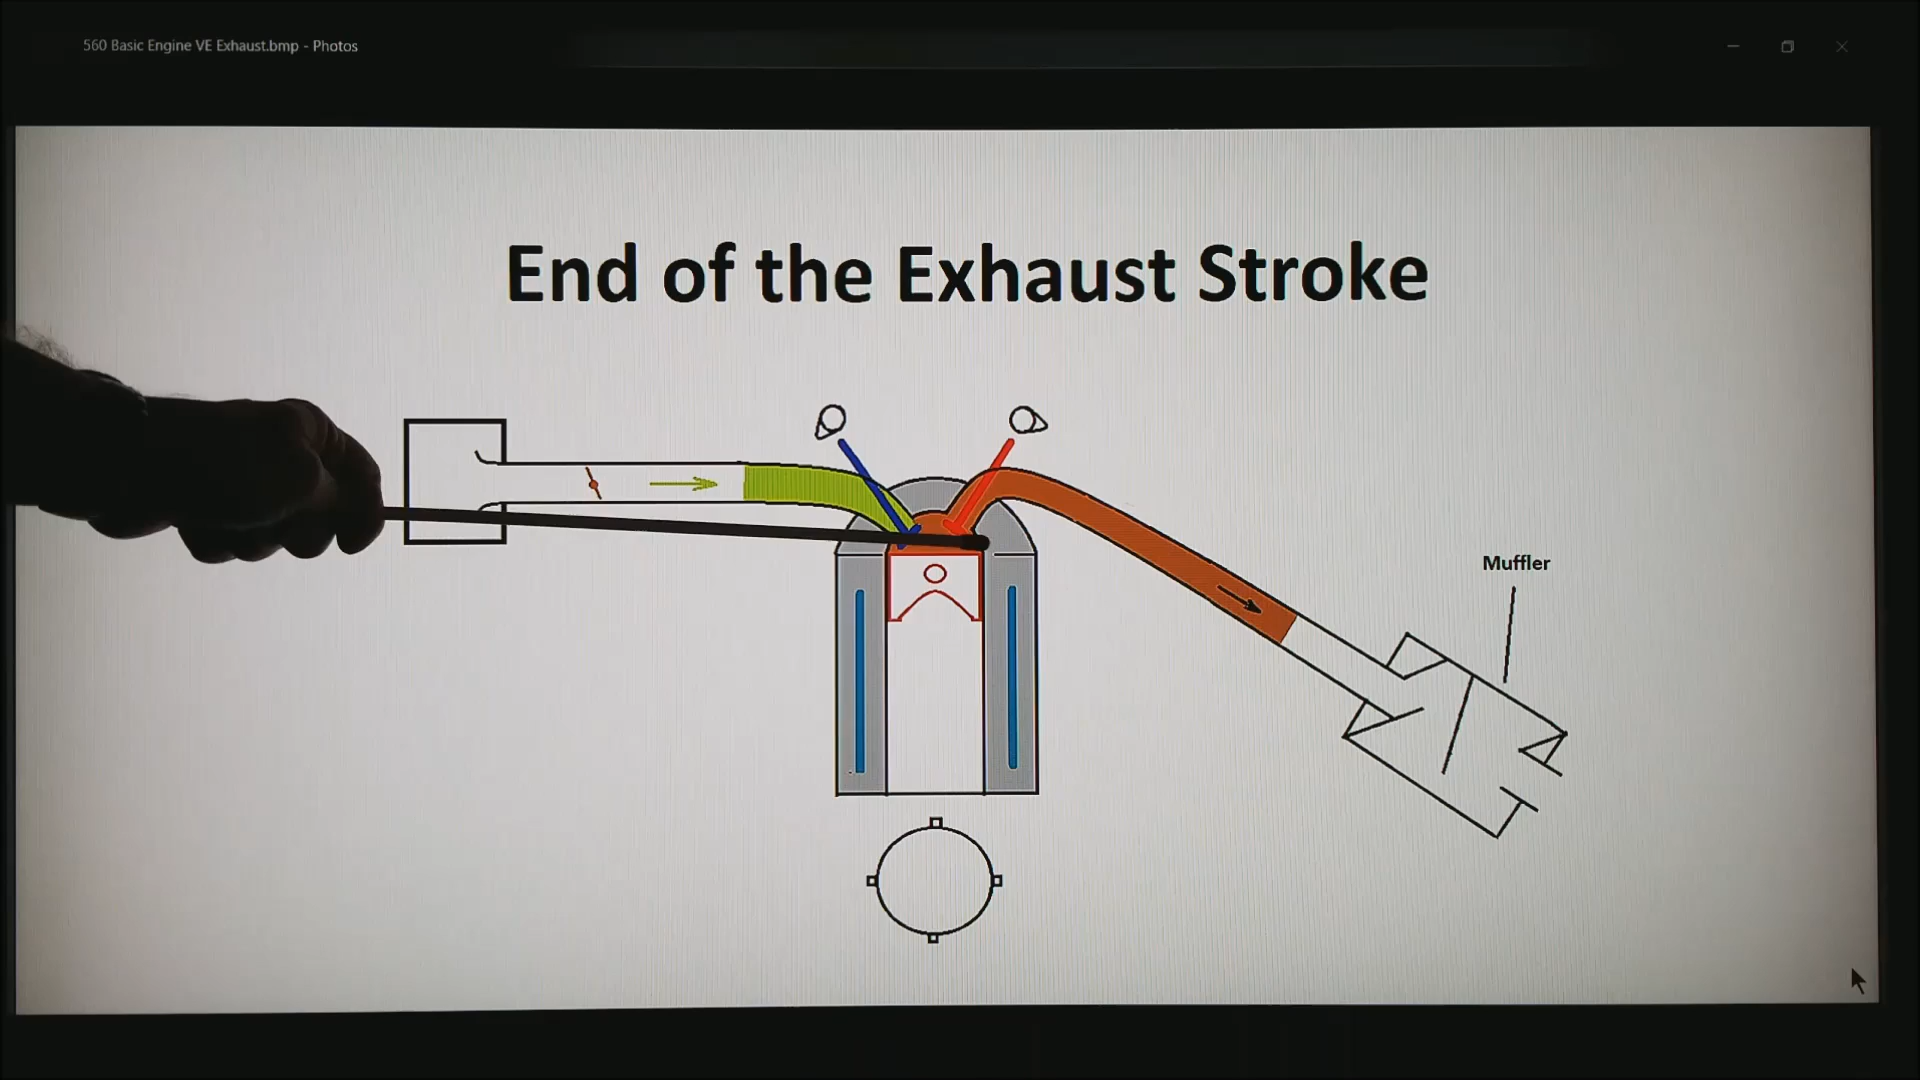 560 Basic Engine VE Exhaust.bmp - Photos
End of the Exhaust Stroke
Muffler